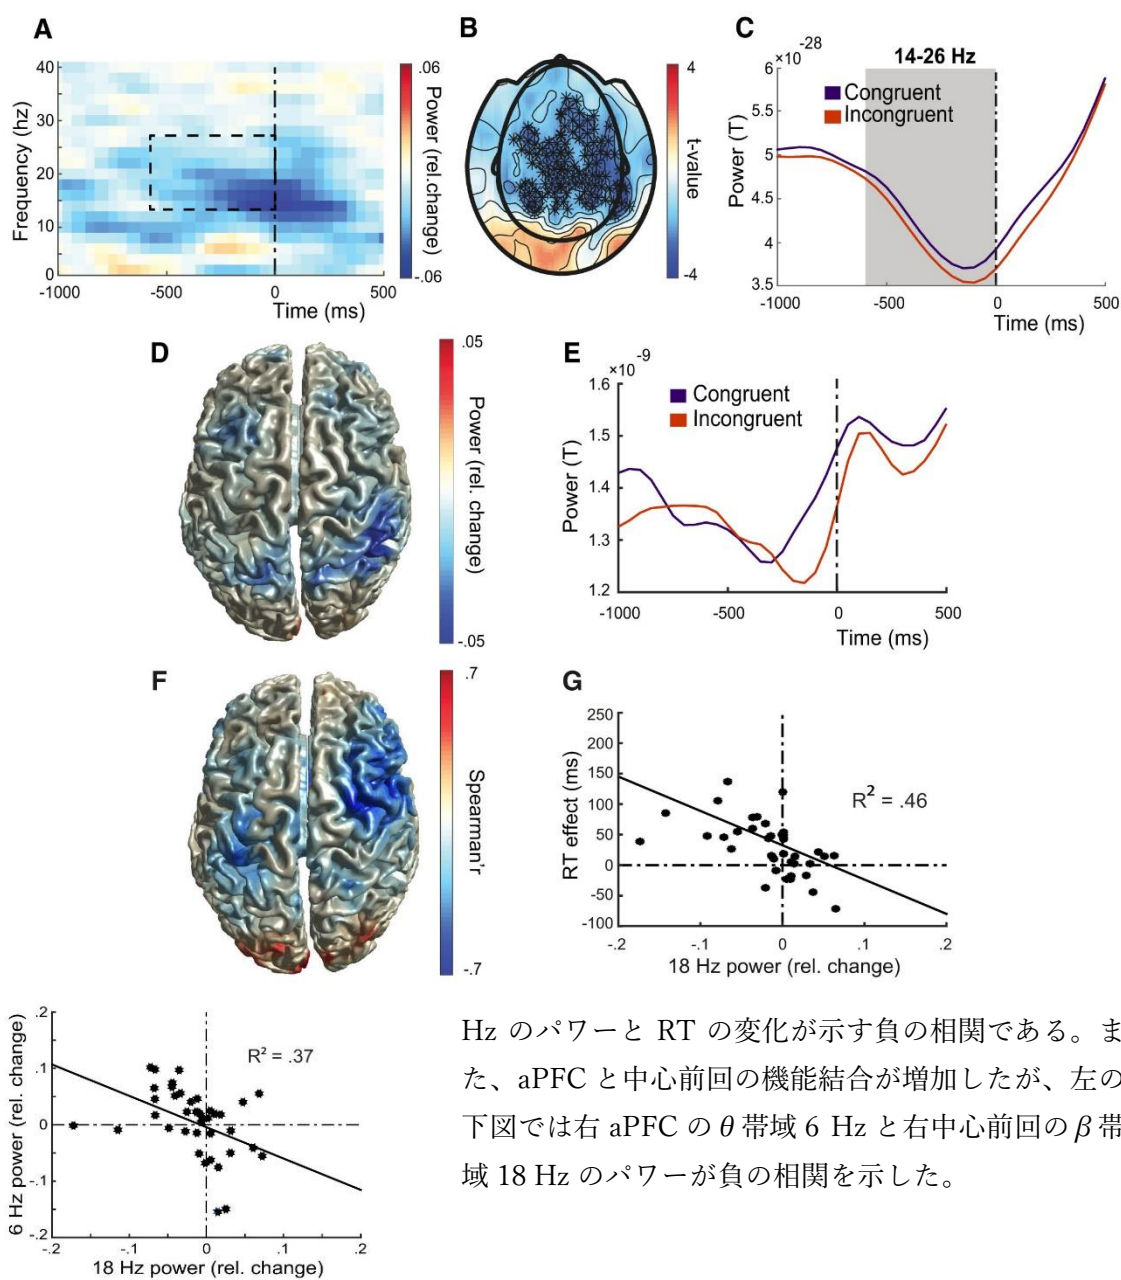 A
40
30
20
10
0
Frequency (hz)
-1000
-500
0
500
Time (ms)
.06
-.06
Power (rel.change)
B
4
-4
t-value
C
×10
-28
14-26 Hz
6
5.5
5
4.5
4
3.5
Power (T)
Congruent
Incongruent
-1000
-500
0
500
Time (ms)
D
.05
-.05
Power (rel. change)
E
×10
-9
1.6
1.5
1.4
1.3
1.2
Power (T)
Congruent
Incongruent
-1000
-500
0
500
Time (ms)
F
.7
-.7
Spearman'r
G
250
200
150
100
50
0
-50
-100
RT effect (ms)
R² = .46
-.2
-.1
0
.1
.2
18 Hz power (rel. change)
.2
.1
0
-.1
-.2
6 Hz power (rel. change)
R² = .37
-.2
-.1
0
.1
.2
18 Hz power (rel. change)
Hz のパワーと RT の変化が示す負の相関である。ま
た、aPFC と中心前回の機能結合が増加したが、左の
下図では右 aPFC の θ 帯域 6 Hz と右中心前回の β 帯
域 18 Hz のパワーが負の相関を示した。